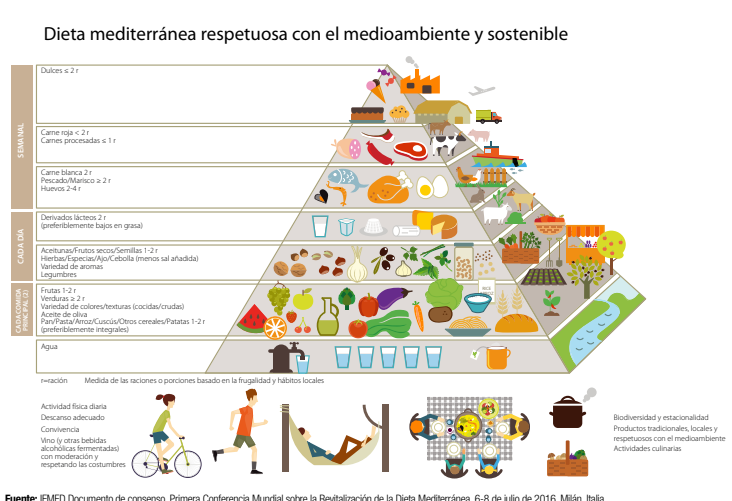 Dieta mediterránea respetuosa con el medioambiente y sostenible
SEMANAL
Dulces ≤ 2 r
Carne roja < 2 r
Carnes procesadas ≤ 1 r
Carne blanca 2 r
Pescado/Marisco ≥ 2 r
Huevos 2-4 r
CADA DÍA
Derivados lácteos 2 r
(preferiblemente bajos en grasa)
Aceitunas/Frutos secos/Semillas 1-2 r
Hierbas/Especias/Ajo/Cebolla (menos sal añadida)
Variedad de aromas
Legumbres
CADA COMIDA
PRINCIPAL (2)
Frutas 1-2 r
Verduras ≥ 2 r
Variedad de colores/texturas (cocidas/crudas)
Aceite de oliva
Pan/Pasta/Arroz/Cuscús/Otros cereales/Patatas 1-2 r
(preferiblemente integrales)
Agua
r=ración Medida de las raciones o porciones basado en la frugalidad y hábitos locales
Actividad física diaria
Descanso adecuado
Convivencia
Vino (y otras bebidas
alcohólicas fermentadas)
con moderación y
respetando las costumbres
Biodiversidad y estacionalidad
Productos tradicionales, locales y
respetuosos con el medioambiente
Actividades culinarias
Fuente: IEMED Documento de consenso. Primera Conferencia Mundial sobre la Revitalización de la Dieta Mediterránea. 6-8 de julio de 2016. Milán, Italia.